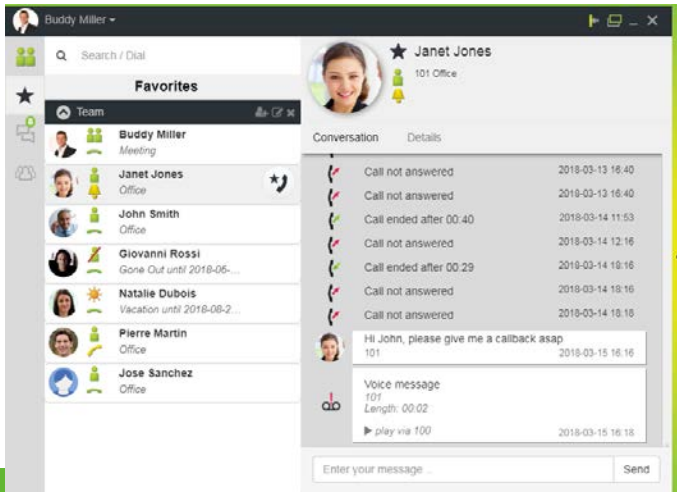 Buddy Miller
Search / Dial
Favorites
Team
Buddy Miller
Meeting
Janet Jones
Office
John Smith
Office
Giovanni Rossi
Gone Out until 2018-06-...
Natalie Dubois
Vacation until 2018-08-2...
Pierre Martin
Office
Jose Sanchez
Office
Janet Jones
101 Office
Conversation Details
Call not answered 2018-03-13 16:40
Call not answered 2018-03-13 16:40
Call ended after 00:40 2018-03-14 11:53
Call not answered 2018-03-14 12:16
Call ended after 00:29 2018-03-14 18:16
Call not answered 2018-03-14 18:16
Call not answered 2018-03-14 18:18
Hi John, please give me a callback asap
101 2018-03-15 16:16
Voice message
101
Length: 00:02
play via 100 2018-03-15 16:18
Enter your message .. Send